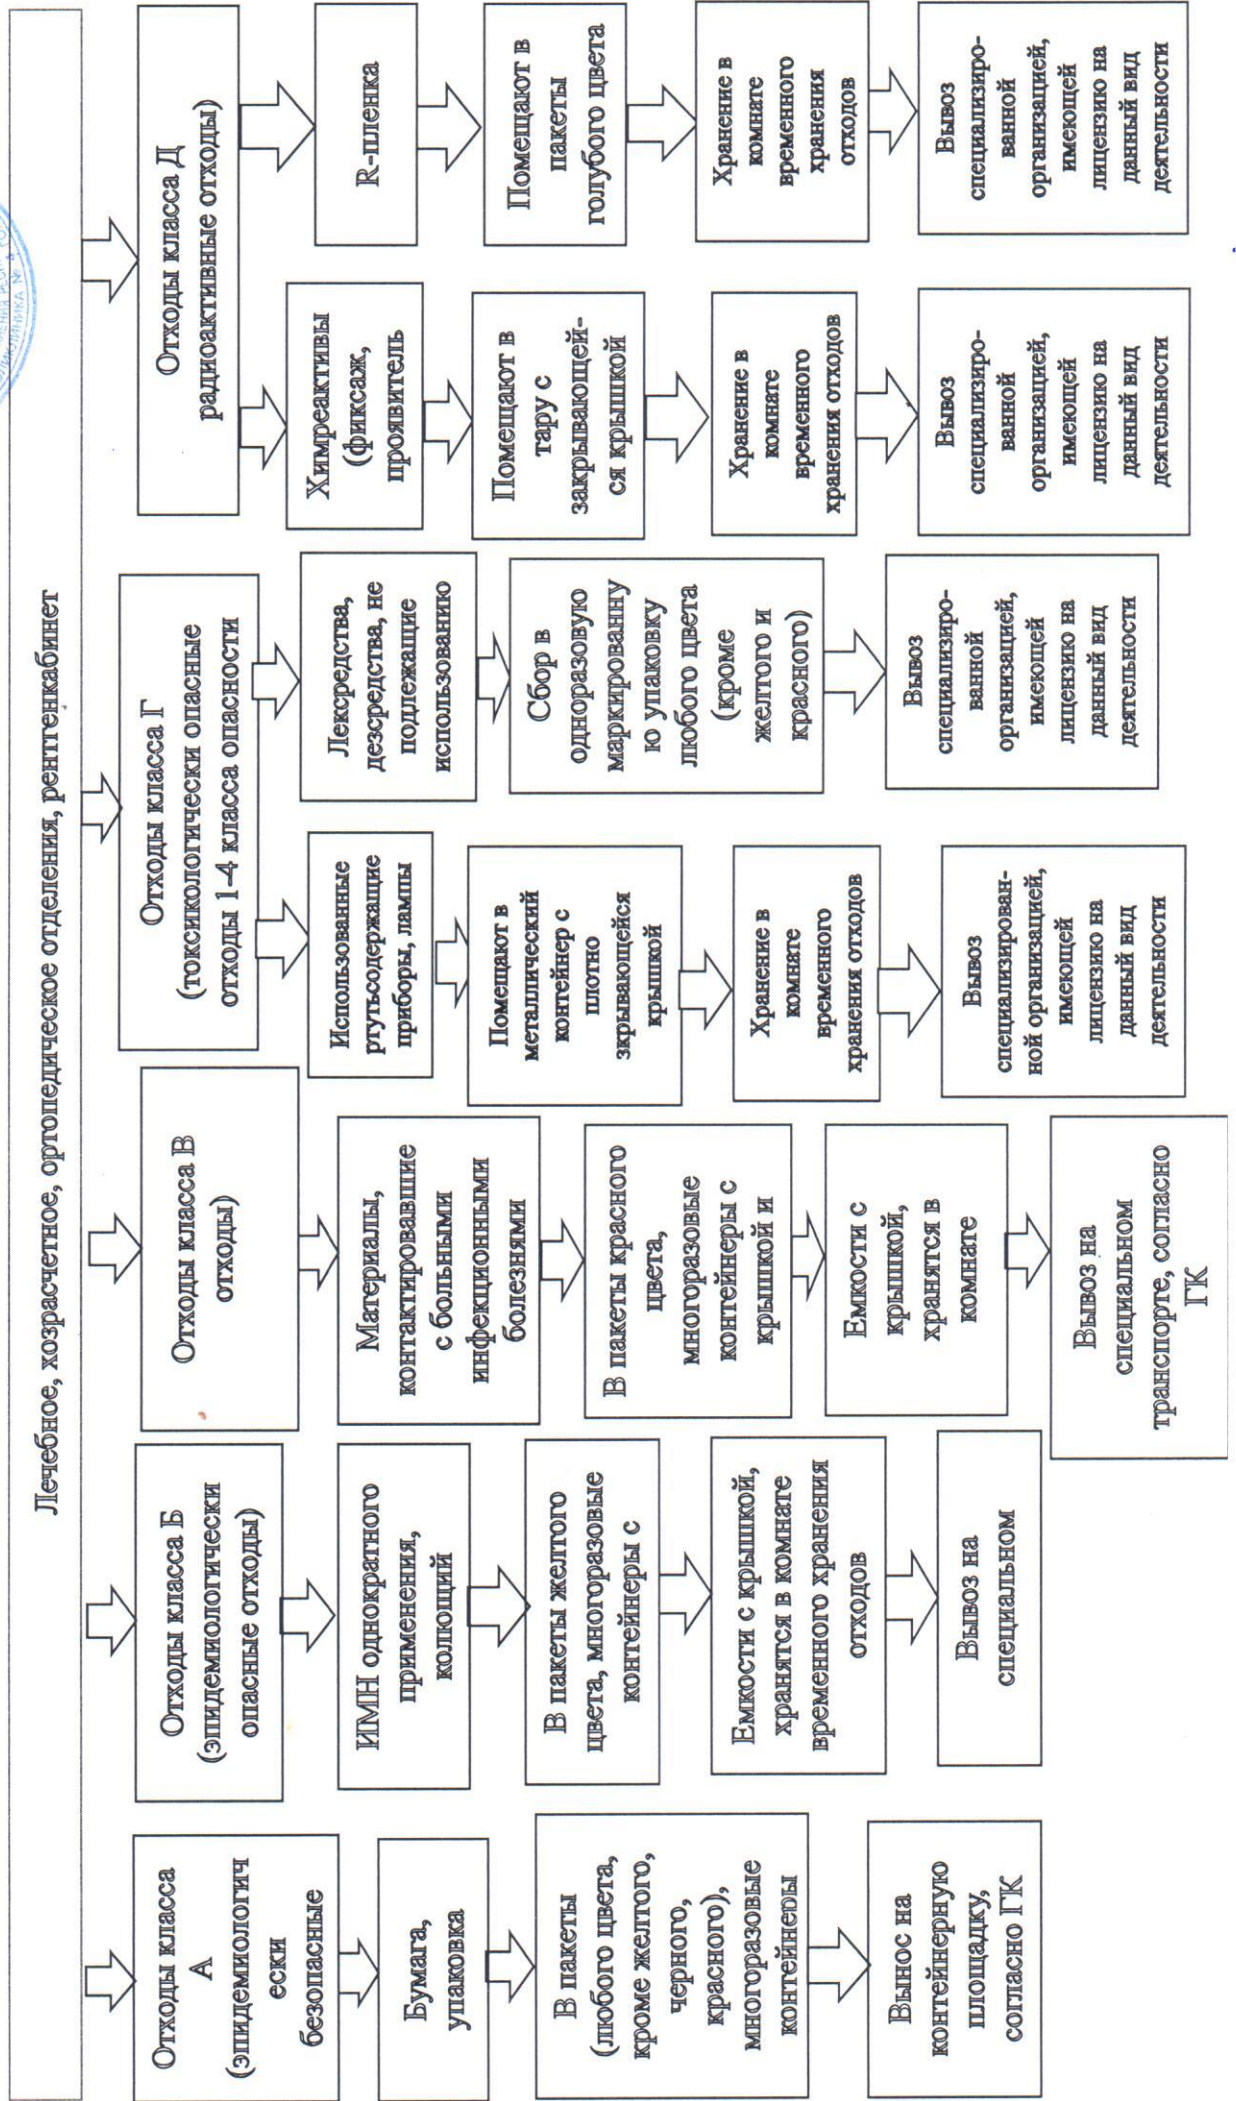 Лечебное, хозрасчетное, ортопедическое отделения, рентгенкабинет
Отходы класса
А
(эпидемиологич
ески
безопасные
Бумага,
упаковка
В пакеты
(любого цвета,
кроме желтого,
черного,
красного),
многоразовые
контейнеры
Вынос на
контейнерную
площадку,
согласно ГК
Отходы класса Б
(эпидемиологически
опасные отходы)
ИМН однократного
применения,
колющий
В пакеты желтого
цвета, многоразовые
контейнеры с
Емкости с крышкой,
хранятся в комнате
временного хранения
отходов
Вывоз на
специальном
Отходы класса В
отходы)
Материалы,
контактировавшие
с больными
инфекционными
болезнями
В пакеты красного
цвета,
многоразовые
контейнеры с
крышкой и
Емкости с
крышкой,
хранятся в
комнате
Вывоз на
специальном
транспорте, согласно
ГК
Отходы класса Г
(токсикологически опасные
отходы 1-4 класса опасности
Использованные
ртутьсодержащие
приборы, лампы
Помещают в
металлический
контейнер с
плотно
зкрывающейся
крышкой
Хранение в
комнате
временного
хранения отходов
Вывоз
специализирован-
ной организацией,
имеющей
лицензию на
данный вид
деятельности
Лексредства,
дезсредства, не
подлежащие
использованию
Сбор в
одноразовую
маркированну
ю упаковку
любого цвета
(кроме
желтого и
красного)
Вывоз
специализиро-
ванной
организацией,
имеющей
лицензию на
данный вид
деятельности
Отходы класса Д
радиоактивные отходы)
Химреактивы
(фиксаж,
проявитель
Помещают в
тару с
закрывающей-
ся крышкой
Хранение в
комнате
временного
хранения отходов
Вывоз
специализиро-
ванной
организацией,
имеющей
лицензию на
данный вид
деятельности
R-пленка
Помещают в
пакеты
голубого цвета
Хранение в
комнате
временного
хранения
отходов
Вывоз
специализиро-
ванной
организацией,
имеющей
лицензию на
данный вид
деятельности